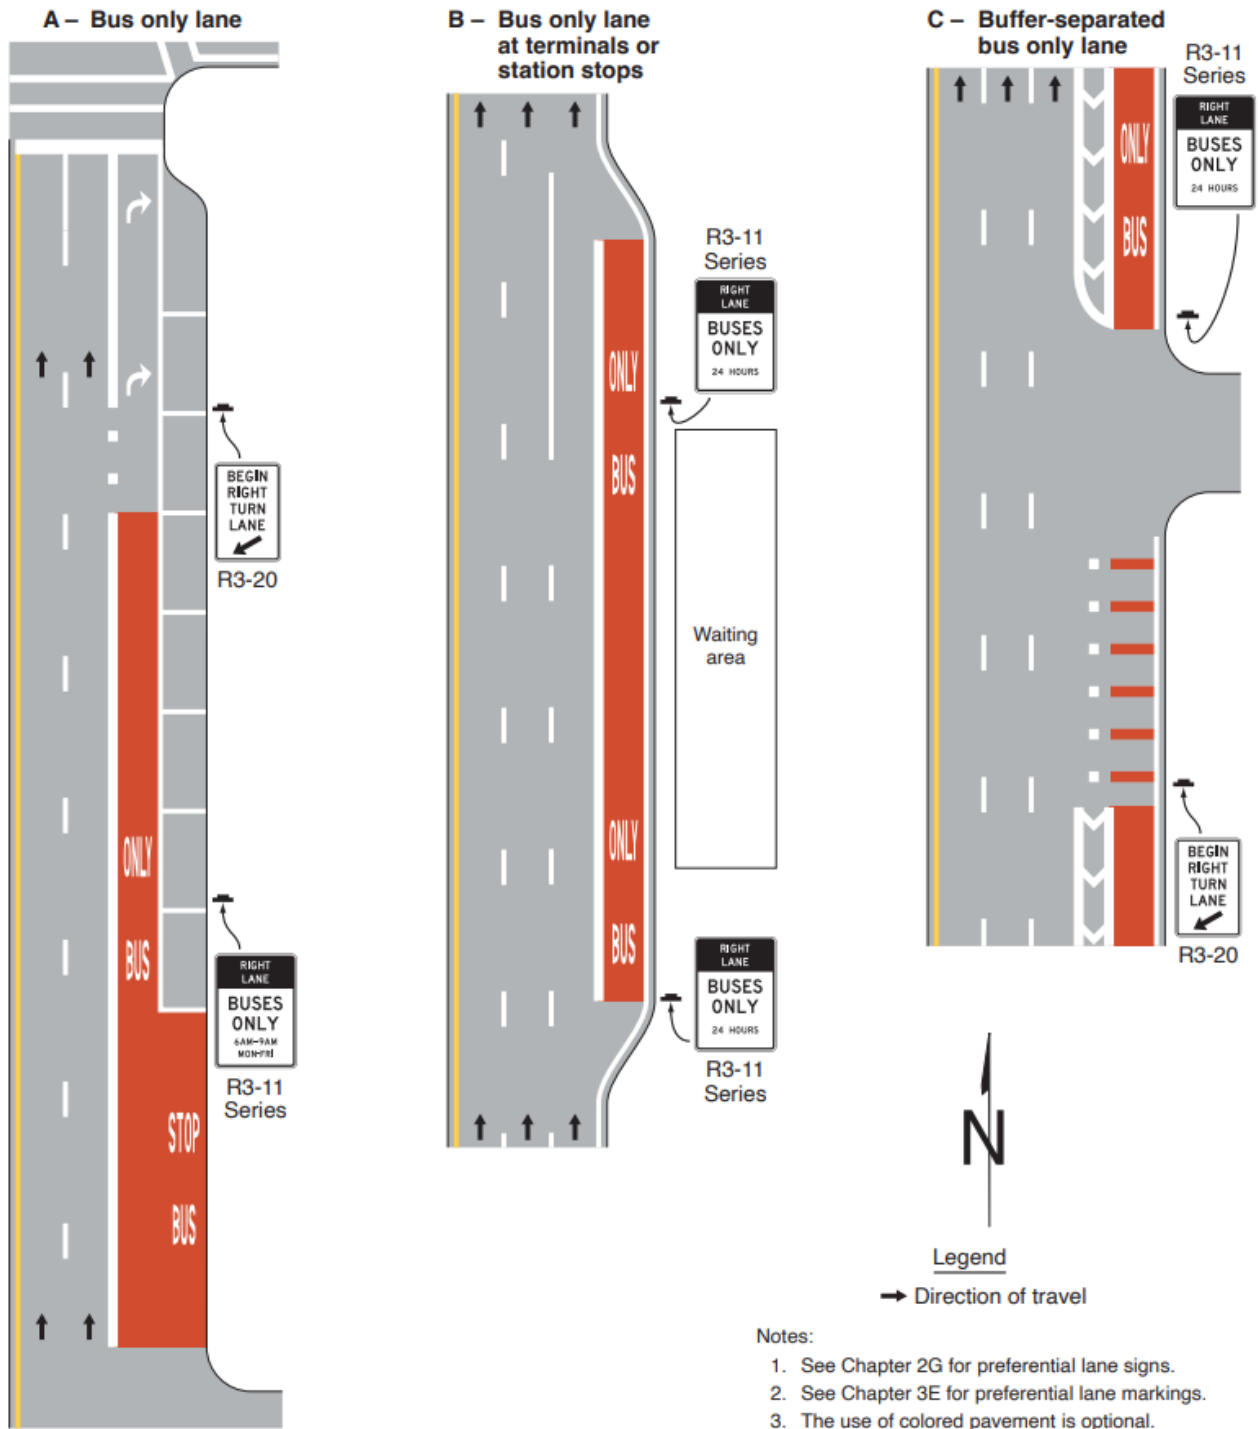 A – Bus only lane
BEGIN
RIGHT
TURN
LANE
R3-20
ONLY
BUS
RIGHT
LANE
BUSES
ONLY
6AM–9AM
MON-FRI
R3-11
Series
STOP
BUS
B – Bus only lane
at terminals or
station stops
R3-11
Series
RIGHT
LANE
BUSES
ONLY
24 HOURS
ONLY
BUS
Waiting
area
ONLY
BUS
RIGHT
LANE
BUSES
ONLY
24 HOURS
R3-11
Series
C – Buffer-separated
bus only lane
R3-11
Series
RIGHT
LANE
BUSES
ONLY
24 HOURS
ONLY
BUS
BEGIN
RIGHT
TURN
LANE
R3-20
N
Legend
Direction of travel
Notes:
1. See Chapter 2G for preferential lane signs.
2. See Chapter 3E for preferential lane markings.
3. The use of colored pavement is optional.